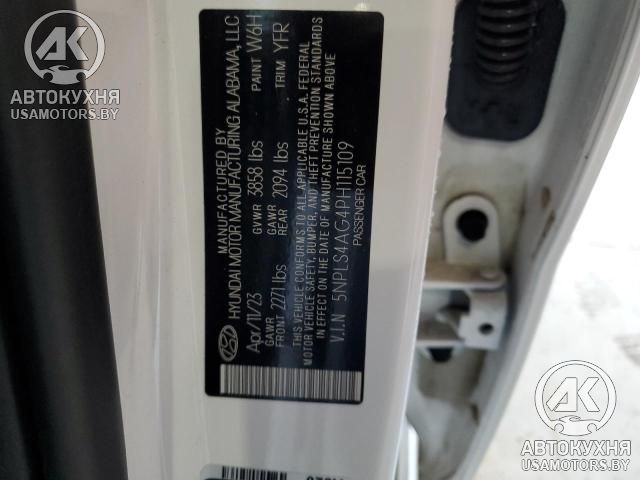 MANUFACTURED BY
HYUNDAI MOTOR MANUFACTURING ALABAMA, LLC
Apr/11/23 GVWR 3858 lbs PAINT W6H
GAWR FRONT 2271 lbs GAWR REAR 2094 lbs TRIM YFR
THIS VEHICLE CONFORMS TO ALL APPLICABLE U.S.A. FEDERAL
MOTOR VEHICLE SAFETY, BUMPER, AND THEFT PREVENTION STANDARDS
IN EFFECT ON THE DATE OF MANUFACTURE SHOWN ABOVE
V.I.N 5NPLS4AG4PH115109
PASSENGER CAR
АК
АВТОКУХНЯ
USAMOTORS.BY
АК
АВТОКУХНЯ
USAMOTORS.BY